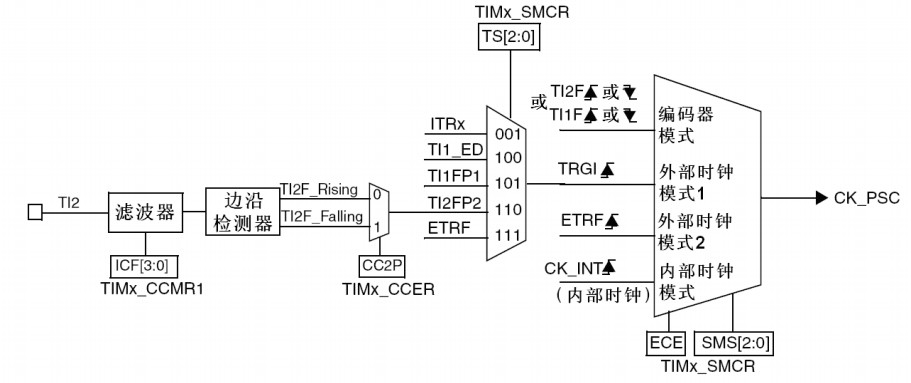 TIMx_SMCR
TS[2:0]
TI2F 或
或
TI1F 或
编码器
模式
ITRx
001
TI1_ED
100
TI1FP1
101
TRGI
外部时钟
模式1
CK_PSC
TI2
滤波器
边沿
检测器
TI2F_Rising
0
TI2F_Falling
1
TI2FP2
110
ETRF
111
ETRF
外部时钟
模式2
ICF[3:0]
TIMx_CCMR1
CC2P
TIMx_CCER
CK_INT
(内部时钟)
内部时钟
模式
ECE
SMS[2:0]
TIMx_SMCR